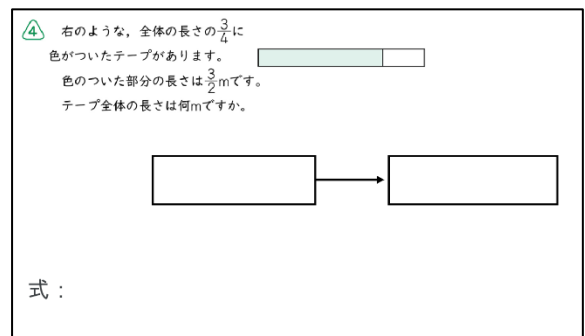 4 右のような，全体の長さの3/4に
色がついたテープがあります。
色のついた部分の長さは3/2mです。
テープ全体の長さは何mですか。
式：